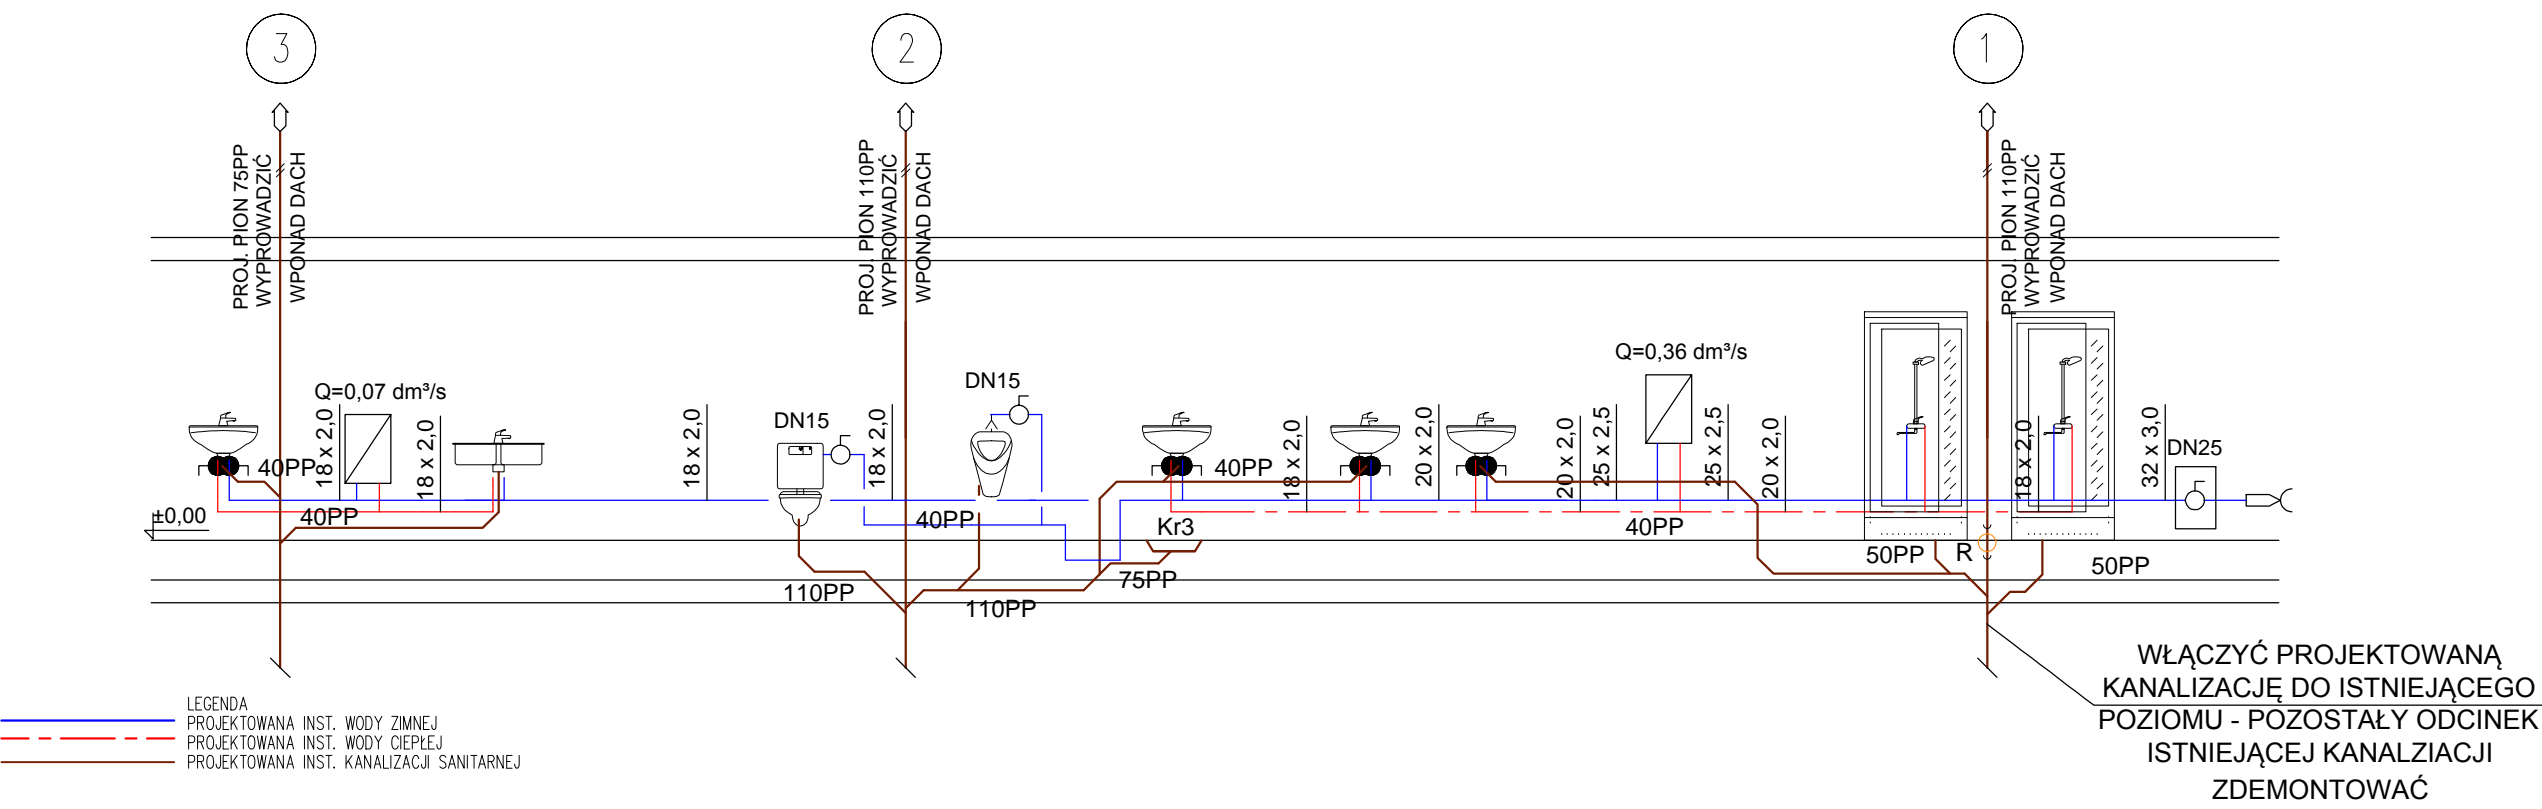 3
2
1
PROJ. PION 75PP
WYPROWADZIĆ
WPONAD DACH
PROJ. PION 110PP
WYPROWADZIĆ
WPONAD DACH
PROJ. PION 110PP
WYPROWADZIĆ
WPONAD DACH
Q=0,07 dm³/s
18 x 2,0
18 x 2,0
40PP
40PP
±0,00
18 x 2,0
DN15
18 x 2,0
DN15
40PP
110PP
110PP
75PP
Kr3
40PP
18 x 2,0
20 x 2,0
20 x 2,0
25 x 2,5
Q=0,36 dm³/s
25 x 2,5
20 x 2,0
40PP
50PP
R
18 x 2,0
50PP
32 x 3,0
DN25
WŁĄCZYĆ PROJEKTOWANĄ
KANALIZACJĘ DO ISTNIEJĄCEGO
POZIOMU - POZOSTAŁY ODCINEK
ISTNIEJĄCEJ KANALZIACJI
ZDEMONTOWAĆ
LEGENDA
PROJEKTOWANA INST. WODY ZIMNEJ
PROJEKTOWANA INST. WODY CIEPŁEJ
PROJEKTOWANA INST. KANALIZACJI SANITARNEJ